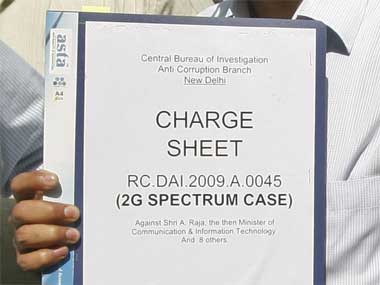 asta
A4
Central Bureau of Investigation
Anti Corruption Branch
New Delhi
CHARGE
SHEET
RC.DAI.2009.A.0045
(2G SPECTRUM CASE)
Against Shri A. Raja, the then Minister of
Communication & Information Technology
And 8 others.